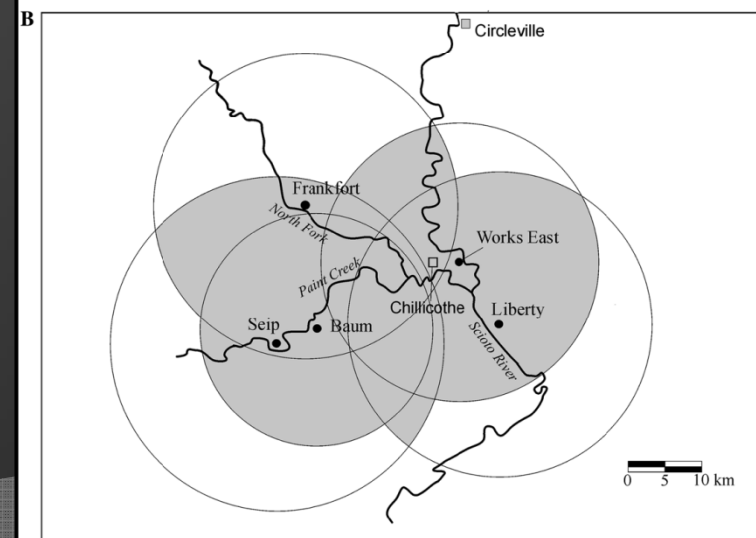 B
Circleville
Frankfort
North Fork
Works East
Paint Creek
Chillicothe
Liberty
Seip
Baum
Scioto River
0 5 10 km